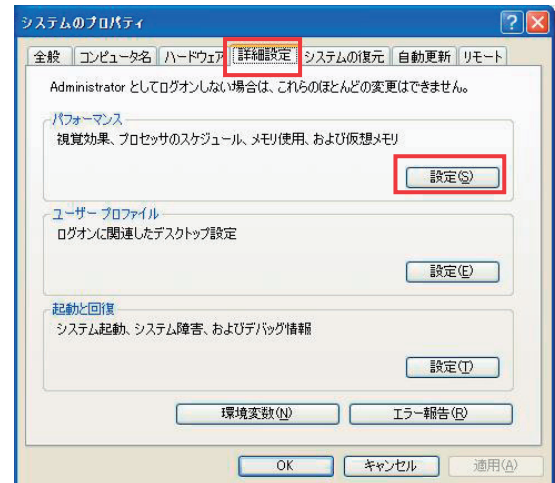 システムのプロパティ
全般 コンピュータ名 ハードウェア 詳細設定 システムの復元 自動更新 リモート
Administrator としてログオンしない場合は、これらのほとんどの変更はできません。
パフォーマンス
視覚効果、プロセッサのスケジュール、メモリ使用、および仮想メモリ
設定(S)
ユーザー プロファイル
ログオンに関連したデスクトップ設定
設定(E)
起動と回復
システム起動、システム障害、およびデバッグ情報
設定(T)
環境変数(N) エラー報告(R)
OK キャンセル 適用(A)